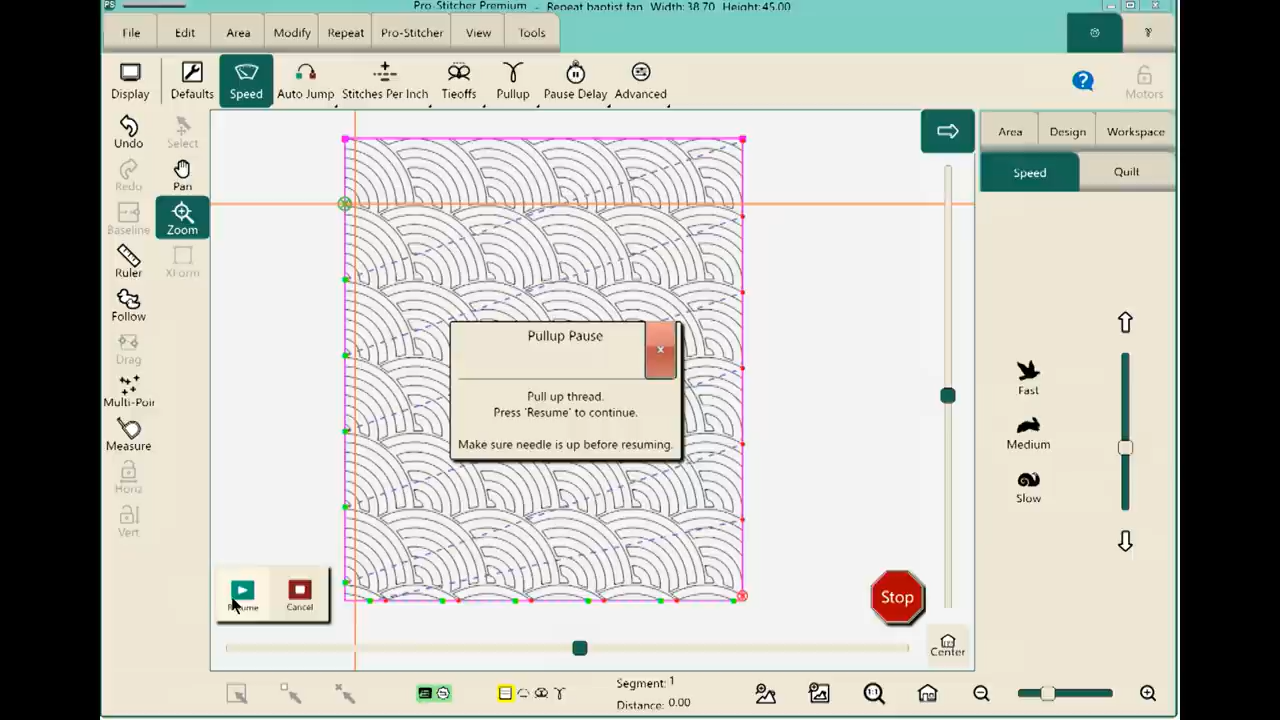 PS
Pro-Stitcher Premium - Repeat baptist fan, Width:38.70 Height:45.00
File Edit Area Modify Repeat Pro-Stitcher View Tools ?
Display Defaults Speed Auto Jump Stitches Per Inch Tieoffs Pullup Pause Delay Advanced ? Motors
Undo Select
Redo Pan
Baseline Zoom
Ruler XForm
Follow
Drag
Multi-Poir
Measure
Horiz
Vert
Area Design Workspace
Speed Quilt
Fast
Medium
Slow
Pullup Pause
x
Pull up thread.
Press 'Resume' to continue.
Make sure needle is up before resuming.
Resume Cancel
Stop
Center
Segment: 1
Distance: 0.00
1:1